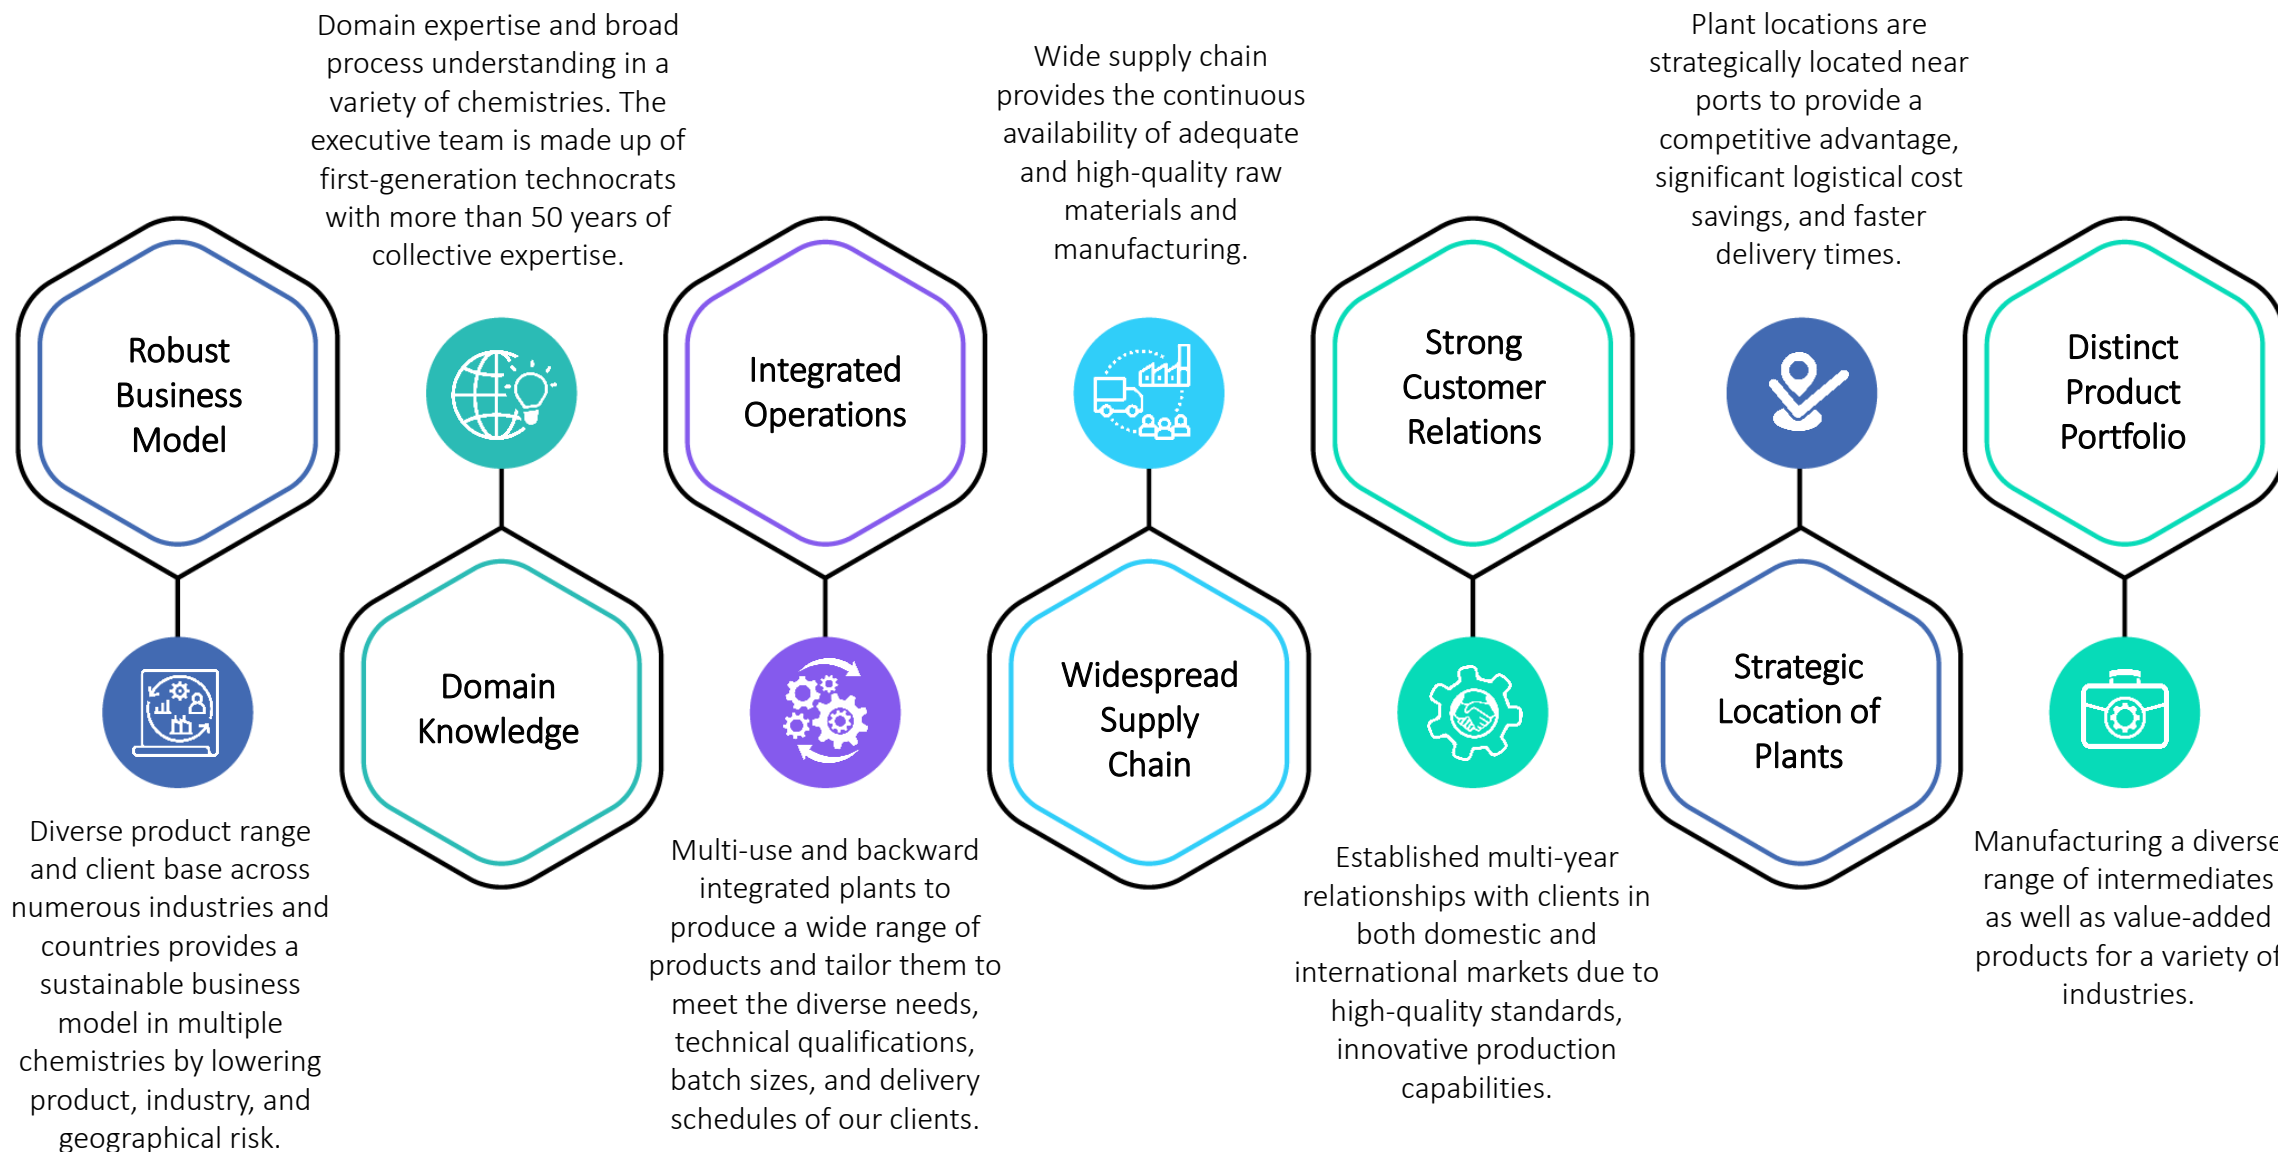 Robust
Business
Model
Diverse product range
and client base across
numerous industries and
countries provides a
sustainable business
model in multiple
chemistries by lowering
product, industry, and
geographical risk.
Domain expertise and broad
process understanding in a
variety of chemistries. The
executive team is made up of
first-generation technocrats
with more than 50 years of
collective expertise.
Domain
Knowledge
Integrated
Operations
Multi-use and backward
integrated plants to
produce a wide range of
products and tailor them to
meet the diverse needs,
technical qualifications,
batch sizes, and delivery
schedules of our clients.
Wide supply chain
provides the continuous
availability of adequate
and high-quality raw
materials and
manufacturing.
Widespread
Supply
Chain
Strong
Customer
Relations
Established multi-year
relationships with clients in
both domestic and
international markets due to
high-quality standards,
innovative production
capabilities.
Plant locations are
strategically located near
ports to provide a
competitive advantage,
significant logistical cost
savings, and faster
delivery times.
Strategic
Location of
Plants
Distinct
Product
Portfolio
Manufacturing a diverse
range of intermediates
as well as value-added
products for a variety of
industries.